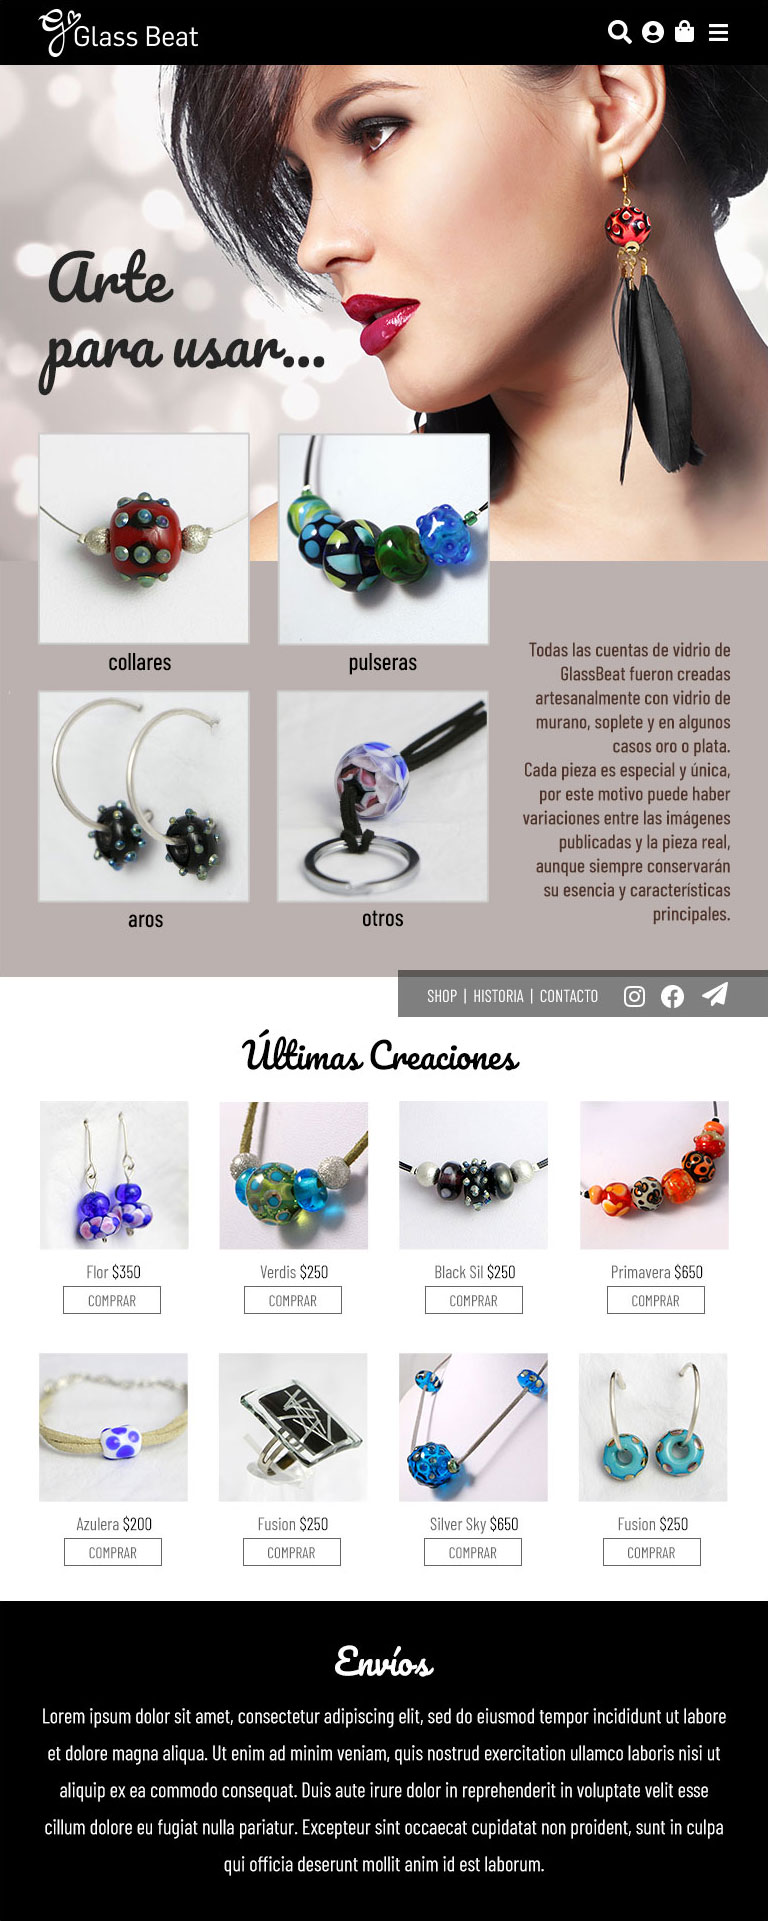 Glass Beat
Arte
para usar...
collares
pulseras
aros
otros
Todas las cuentas de vidrio de
GlassBeat fueron creadas
artesanalmente con vidrio de
murano, soplete y en algunos
casos oro o plata.
Cada pieza es especial y única,
por este motivo puede haber
variaciones entre las imágenes
publicadas y la pieza real,
aunque siempre conservarán
su esencia y características
principales.
SHOP | HISTORIA | CONTACTO
Últimas Creaciones
Flor $350
Verdis $250
Black Sil $250
Primavera $650
COMPRAR
COMPRAR
COMPRAR
COMPRAR
Azulera $200
Fusion $250
Silver Sky $650
Fusion $250
COMPRAR
COMPRAR
COMPRAR
COMPRAR
Envíos
Lorem ipsum dolor sit amet, consectetur adipiscing elit, sed do eiusmod tempor incididunt ut labore
et dolore magna aliqua. Ut enim ad minim veniam, quis nostrud exercitation ullamco laboris nisi ut
aliquip ex ea commodo consequat. Duis aute irure dolor in reprehenderit in voluptate velit esse
cillum dolore eu fugiat nulla pariatur. Excepteur sint occaecat cupidatat non proident, sunt in culpa
qui officia deserunt mollit anim id est laborum.